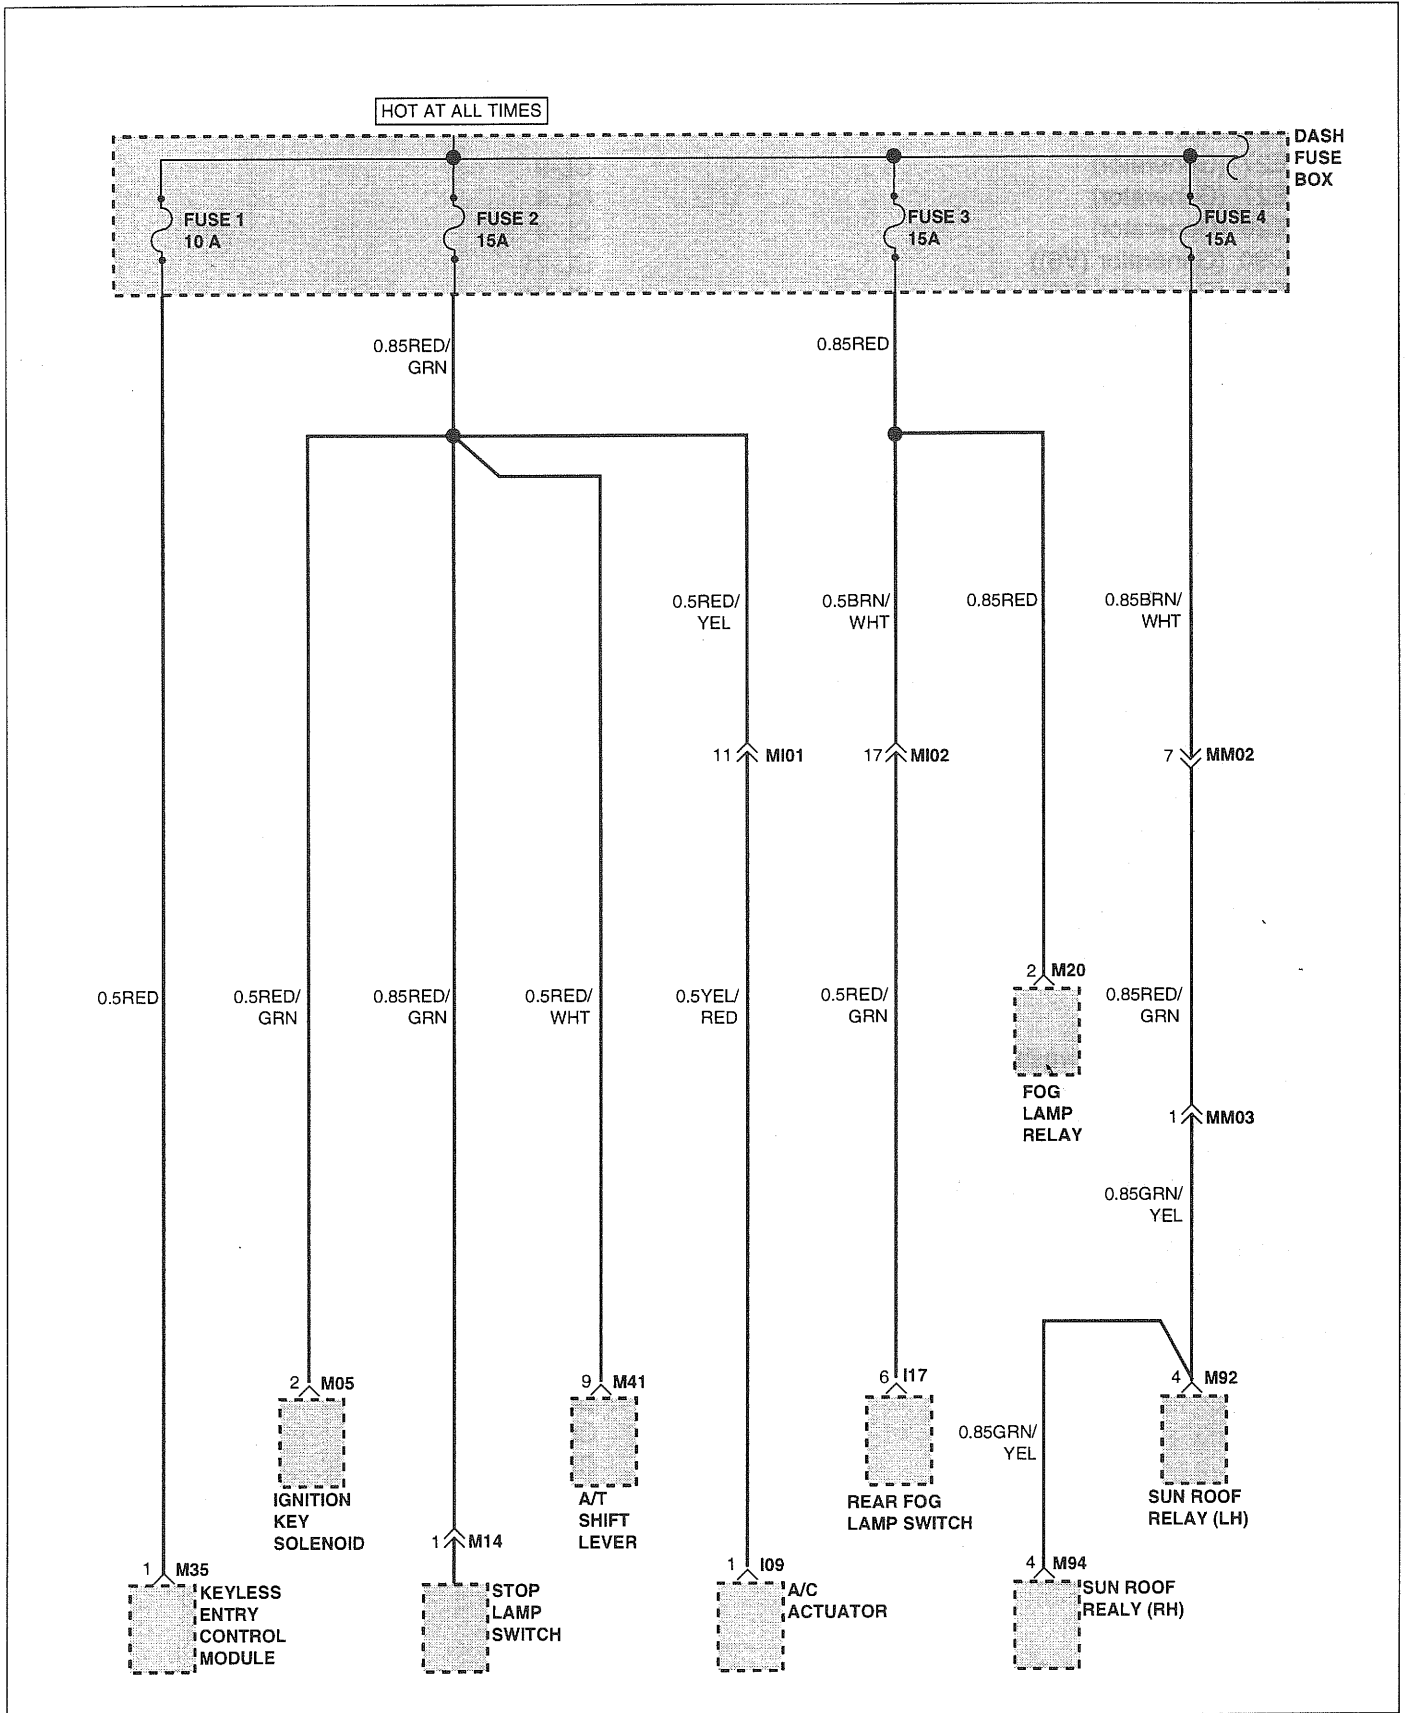 HOT AT ALL TIMES
DASH
FUSE
BOX
FUSE 1
10 A
FUSE 2
15A
FUSE 3
15A
FUSE 4
15A
0.85RED/
GRN
0.85RED
0.5RED/
YEL
0.5BRN/
WHT
0.85RED
0.85BRN/
WHT
11 MI01
17 MI02
7 MM02
0.5RED
0.5RED/
GRN
0.85RED/
GRN
0.5RED/
WHT
0.5YEL/
RED
0.5RED/
GRN
2 M20
0.85RED/
GRN
FOG
LAMP
RELAY
1 MM03
0.85GRN/
YEL
2 M05
9 M41
6 I17
4 M92
0.85GRN/
YEL
IGNITION
KEY
SOLENOID
A/T
SHIFT
LEVER
REAR FOG
LAMP SWITCH
SUN ROOF
RELAY (LH)
1 M14
1 M35
KEYLESS
ENTRY
CONTROL
MODULE
STOP
LAMP
SWITCH
1 I09
A/C
ACTUATOR
4 M94
SUN ROOF
REALY (RH)